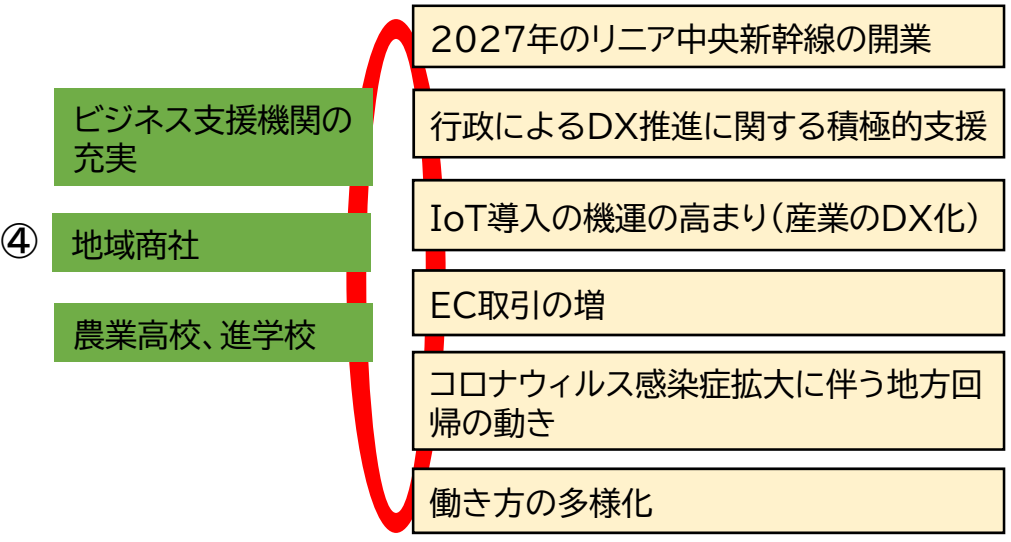 ④
ビジネス支援機関の
充実
地域商社
農業高校、進学校
2027年のリニア中央新幹線の開業
行政によるDX推進に関する積極的支援
IoT導入の機運の高まり(産業のDX化)
EC取引の増
コロナウィルス感染症拡大に伴う地方回
帰の動き
働き方の多様化